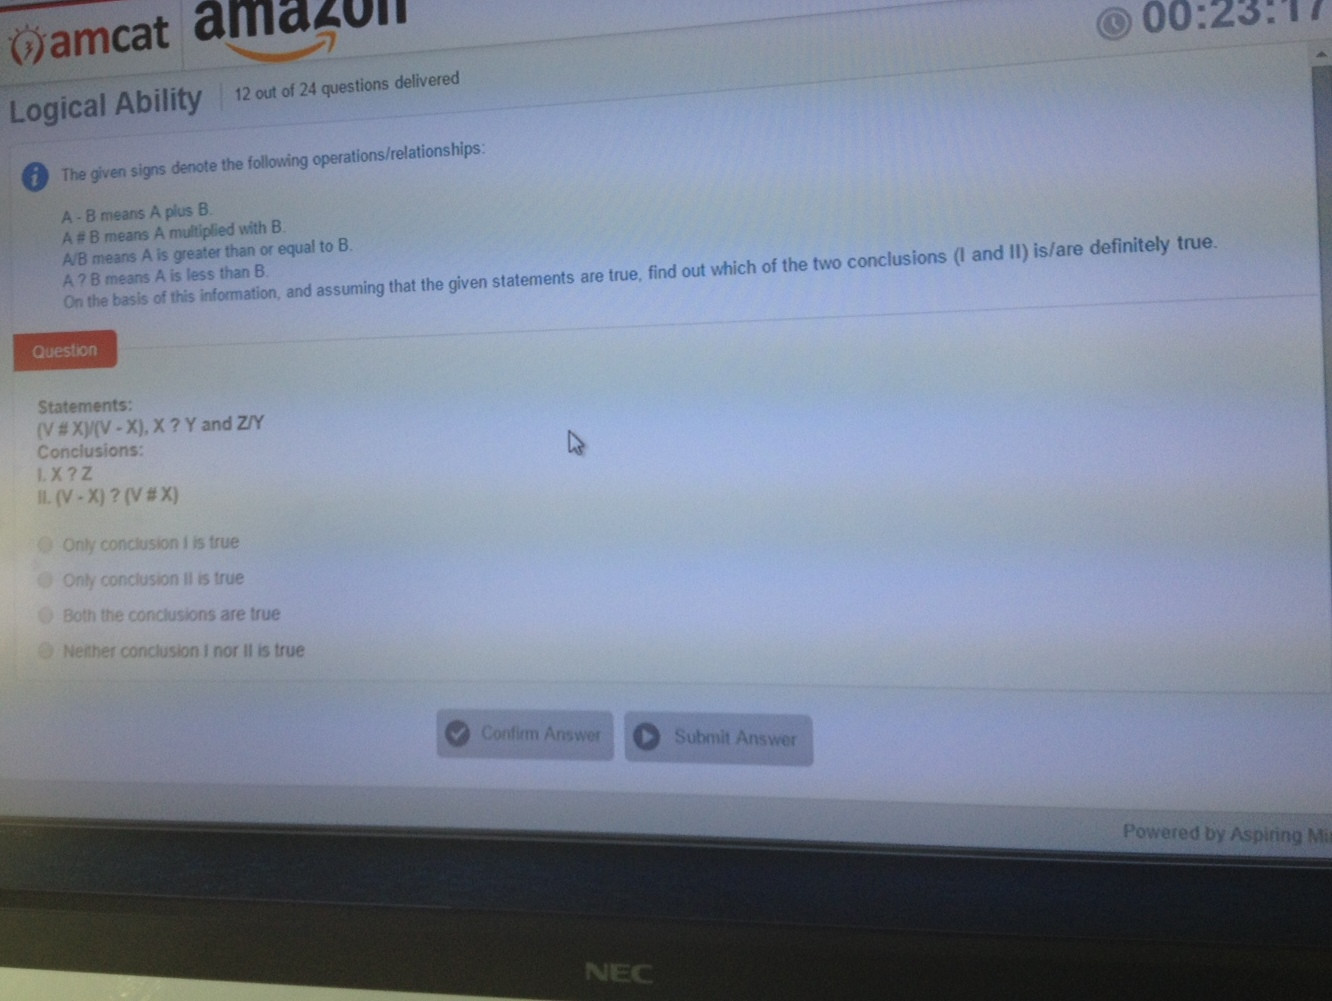 amcat amazon
00:23:17
Logical Ability 12 out of 24 questions delivered
The given signs denote the following operations/relationships:
A - B means A plus B.
A # B means A multiplied with B.
A/B means A is greater than or equal to B.
A ? B means A is less than B.
On the basis of this information, and assuming that the given statements are true, find out which of the two conclusions (I and II) is/are definitely true.
Question
Statements:
(V # X)/(V - X), X ? Y and Z/Y
Conclusions:
I. X ? Z
II. (V - X) ? (V # X)
Only conclusion I is true
Only conclusion II is true
Both the conclusions are true
Neither conclusion I nor II is true
Confirm Answer
Submit Answer
Powered by Aspiring
NEC